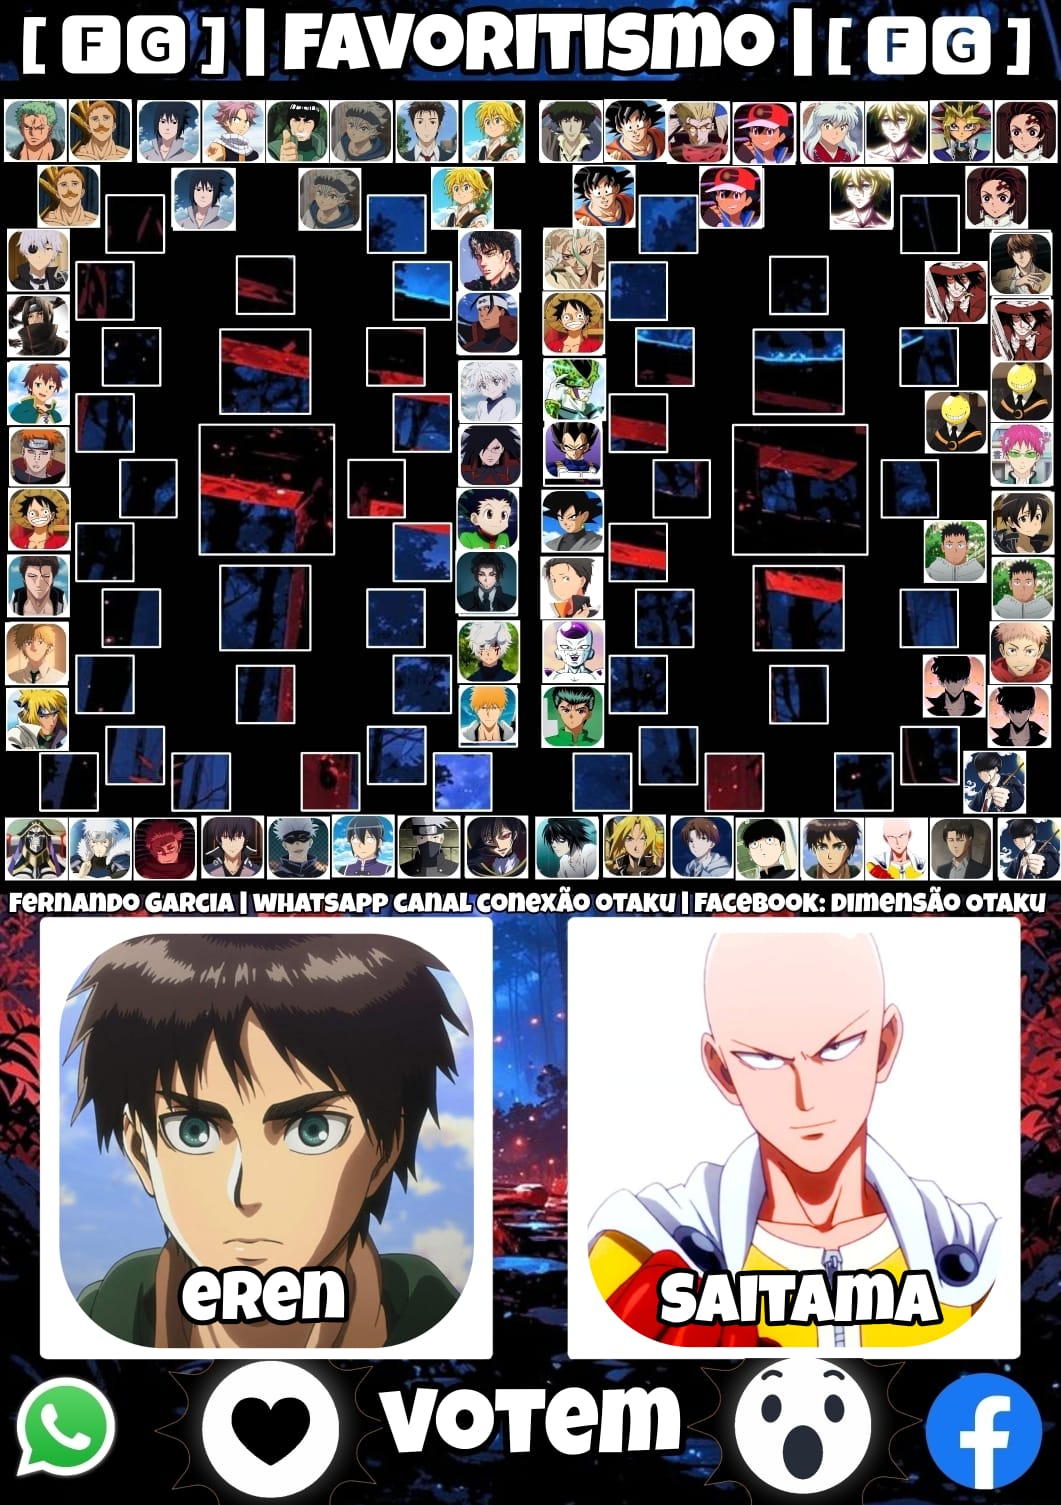 [ F G ] | FAVORITISMO | [ F G ]
FERNANDO GARCIA | WHATSAPP CANAL CONEXÃO OTAKU | FACEBOOK: DIMENSÃO OTAKU
EREN
SAITAMA
VOTEM